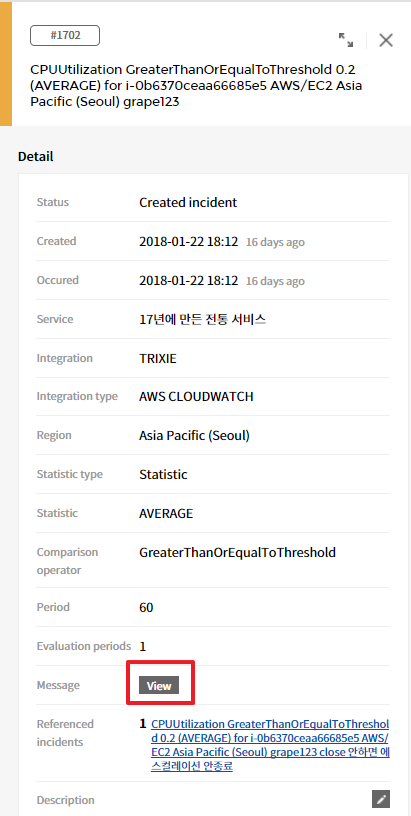 #1702
CPUUtilization GreaterThanOrEqualToThreshold 0.2
(AVERAGE) for i-0b6370ceaa66685e5 AWS/EC2 Asia
Pacific (Seoul) grape123
Detail
Status Created incident
Created 2018-01-22 18:12 16 days ago
Occured 2018-01-22 18:12 16 days ago
Service 17년에 만든 전통 서비스
Integration TRIXIE
Integration type AWS CLOUDWATCH
Region Asia Pacific (Seoul)
Statistic type Statistic
Statistic AVERAGE
Comparison GreaterThanOrEqualToThreshold
operator
Period 60
Evaluation periods 1
Message View
Referenced 1 CPUUtilization GreaterThanOrEqualToThreshol
incidents d 0.2 (AVERAGE) for i-0b6370ceaa66685e5 AWS/
EC2 Asia Pacific (Seoul) grape123 close 안하면 에
스컬레이션 안종료
Description